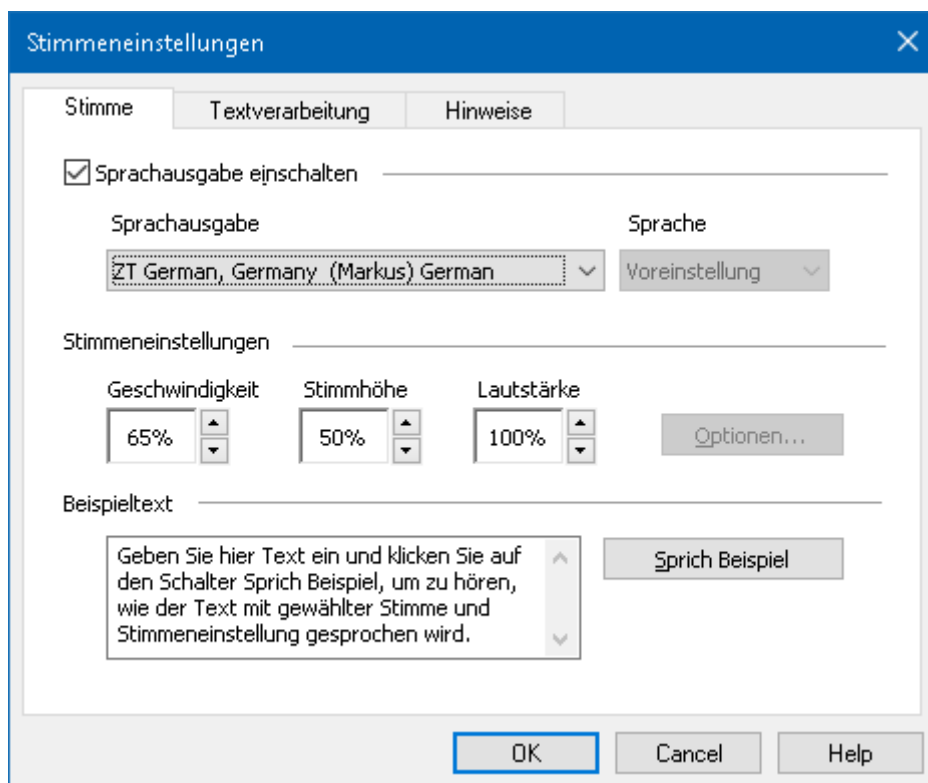 Stimmeneinstellungen
Stimme Textverarbeitung Hinweise
Sprachausgabe einschalten
Sprachausgabe Sprache
ZT German, Germany (Markus) German Voreinstellung
Stimmeneinstellungen
Geschwindigkeit Stimmhöhe Lautstärke
65% 50% 100% Optionen...
Beispieltext
Geben Sie hier Text ein und klicken Sie auf
den Schalter Sprich Beispiel, um zu hören,
wie der Text mit gewählter Stimme und
Stimmeneinstellung gesprochen wird.
Sprich Beispiel
OK Cancel Help